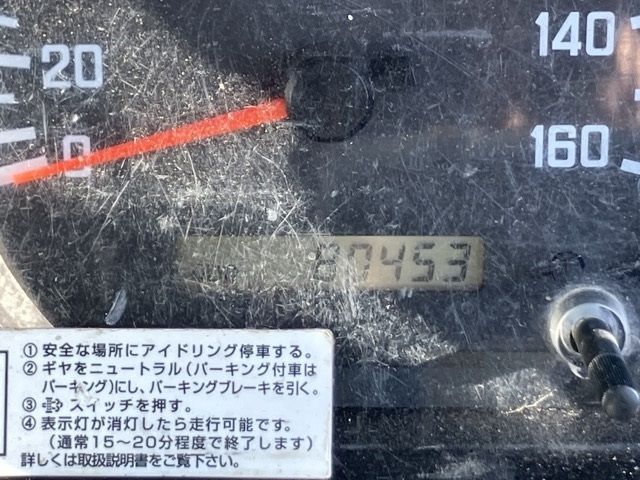 20
140
0
160
ODO
80453
① 安全な場所にアイドリング停車する。
② ギヤをニュートラル(パーキング付車は
パーキング)にし、パーキングブレーキを引く。
③ スイッチを押す。
④ 表示灯が消灯したら走行可能です。
(通常15～20分程度で終了します)
詳しくは取扱説明書をご覧下さい。